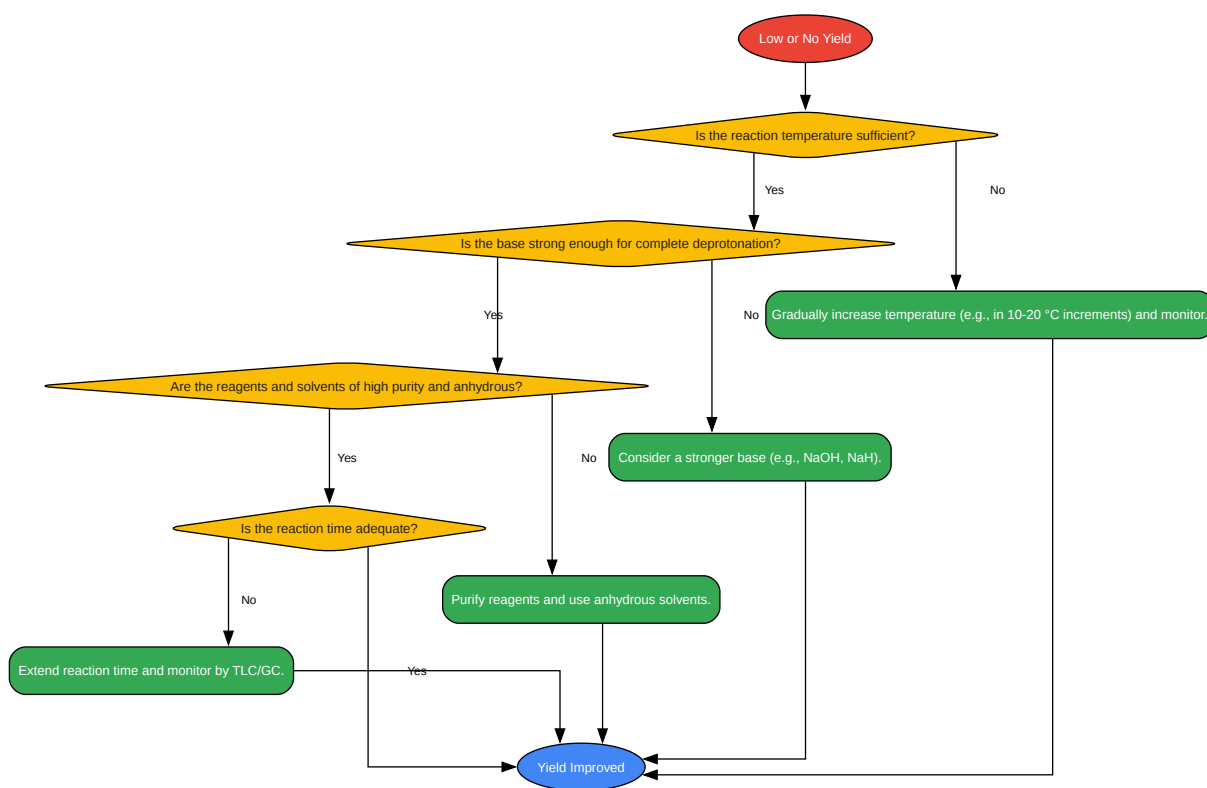 Low or No Yield
Is the reaction temperature sufficient?
Yes
No
Is the base strong enough for complete deprotonation?
Yes
No
Gradually increase temperature (e.g., in 10-20 °C increments) and monitor.
Are the reagents and solvents of high purity and anhydrous?
Yes
No
Consider a stronger base (e.g., NaOH, NaH).
Is the reaction time adequate?
No
Purify reagents and use anhydrous solvents.
Extend reaction time and monitor by TLC/GC.
Yes
Yield Improved